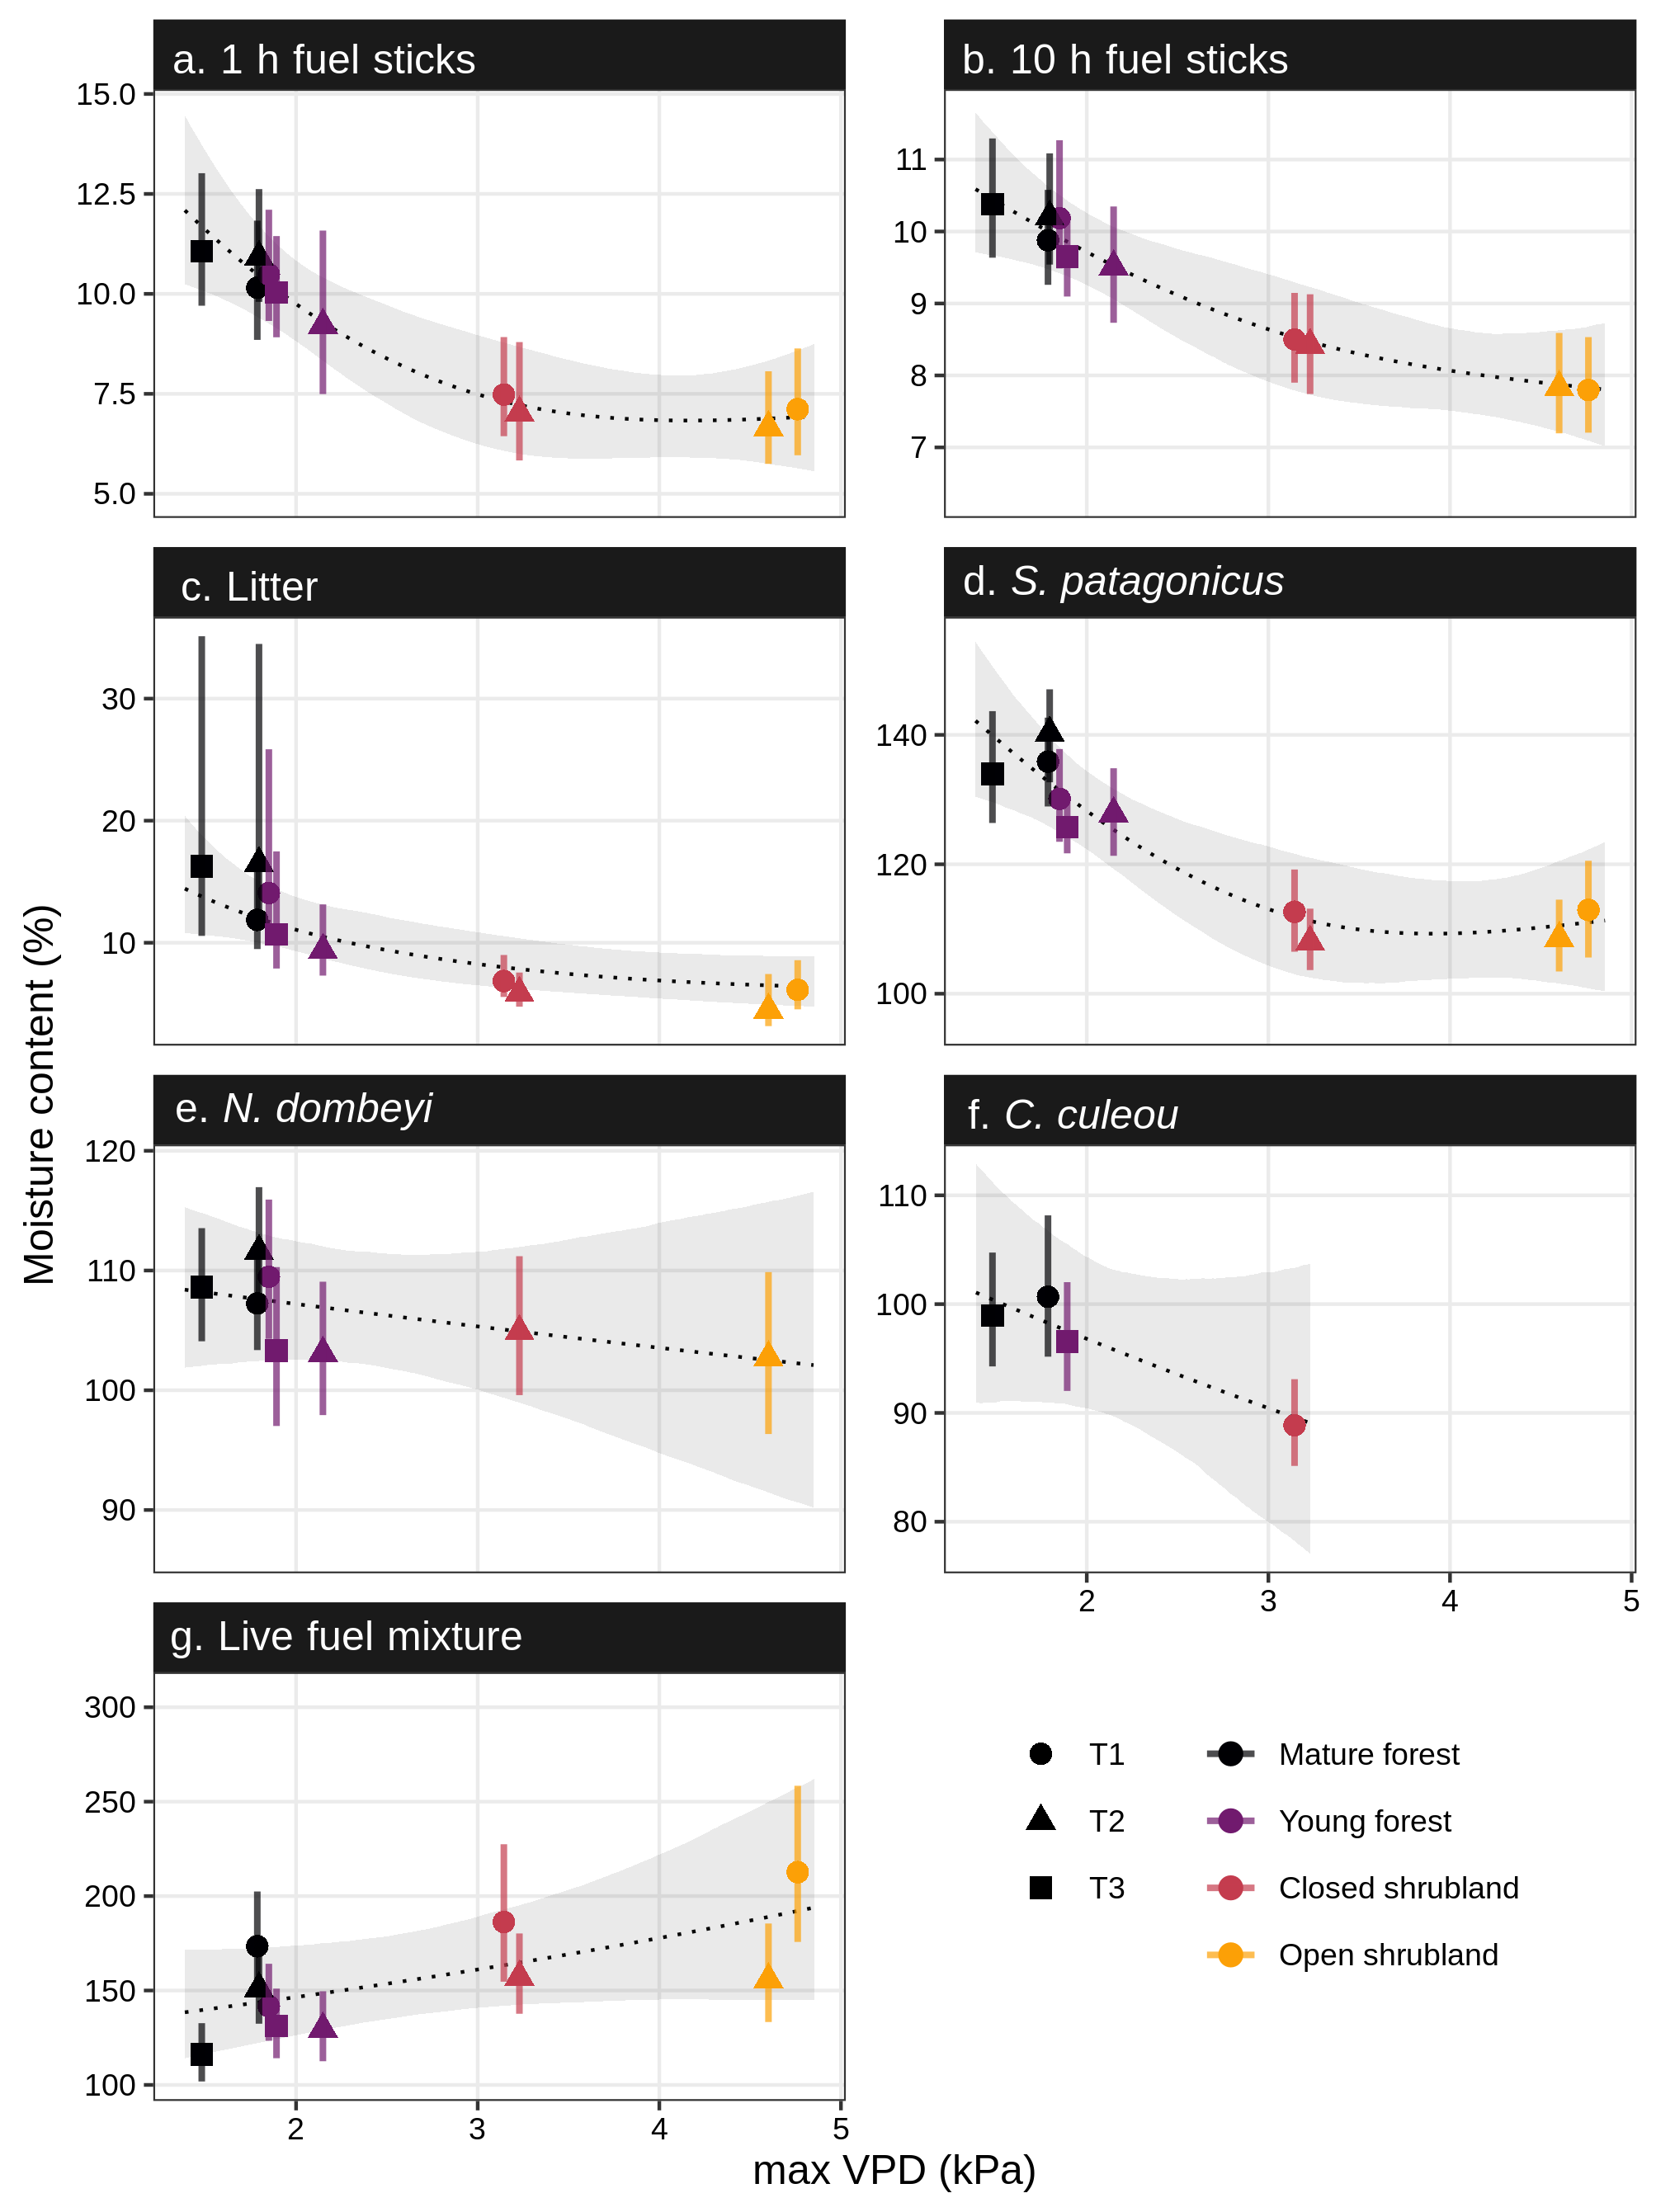 a. 1 h fuel sticks
b. 10 h fuel sticks
15.0
12.5
10.0
7.5
5.0
11
10
9
8
7
c. Litter
d. S. patagonicus
30
20
10
140
120
100
Moisture content (%)
e. N. dombeyi
f. C. culeou
120
110
100
90
110
100
90
80
2 3 4 5
g. Live fuel mixture
300
250
200
150
100
2 3 4 5
T1
T2
T3
Mature forest
Young forest
Closed shrubland
Open shrubland
max VPD (kPa)